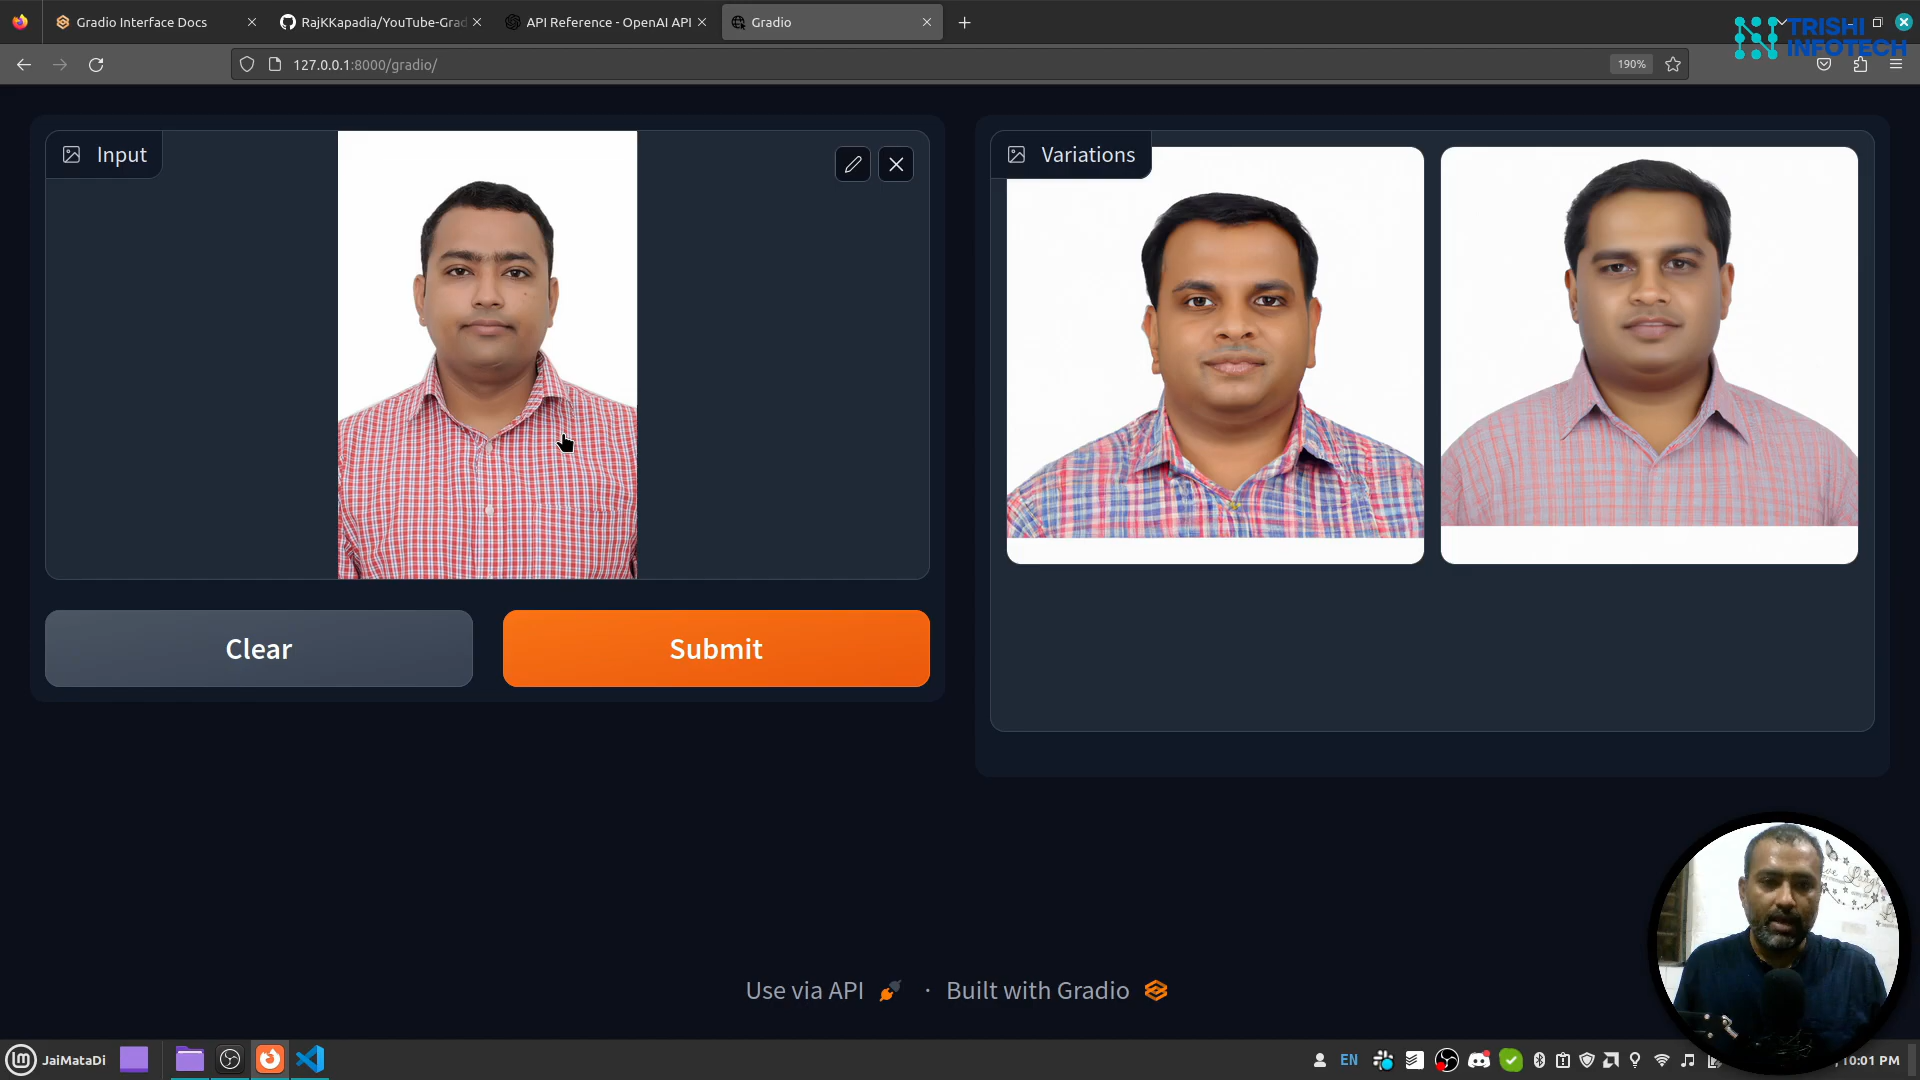 Gradio Interface Docs
RajKKapadia/YouTube-Grad
API Reference - OpenAI API
Gradio
TRISHI
INFOTECH
127.0.0.1:8000/gradio/
190%
Input
Variations
Clear
Submit
Use via API
·
Built with Gradio
JaiMataDi
EN
10:01 PM